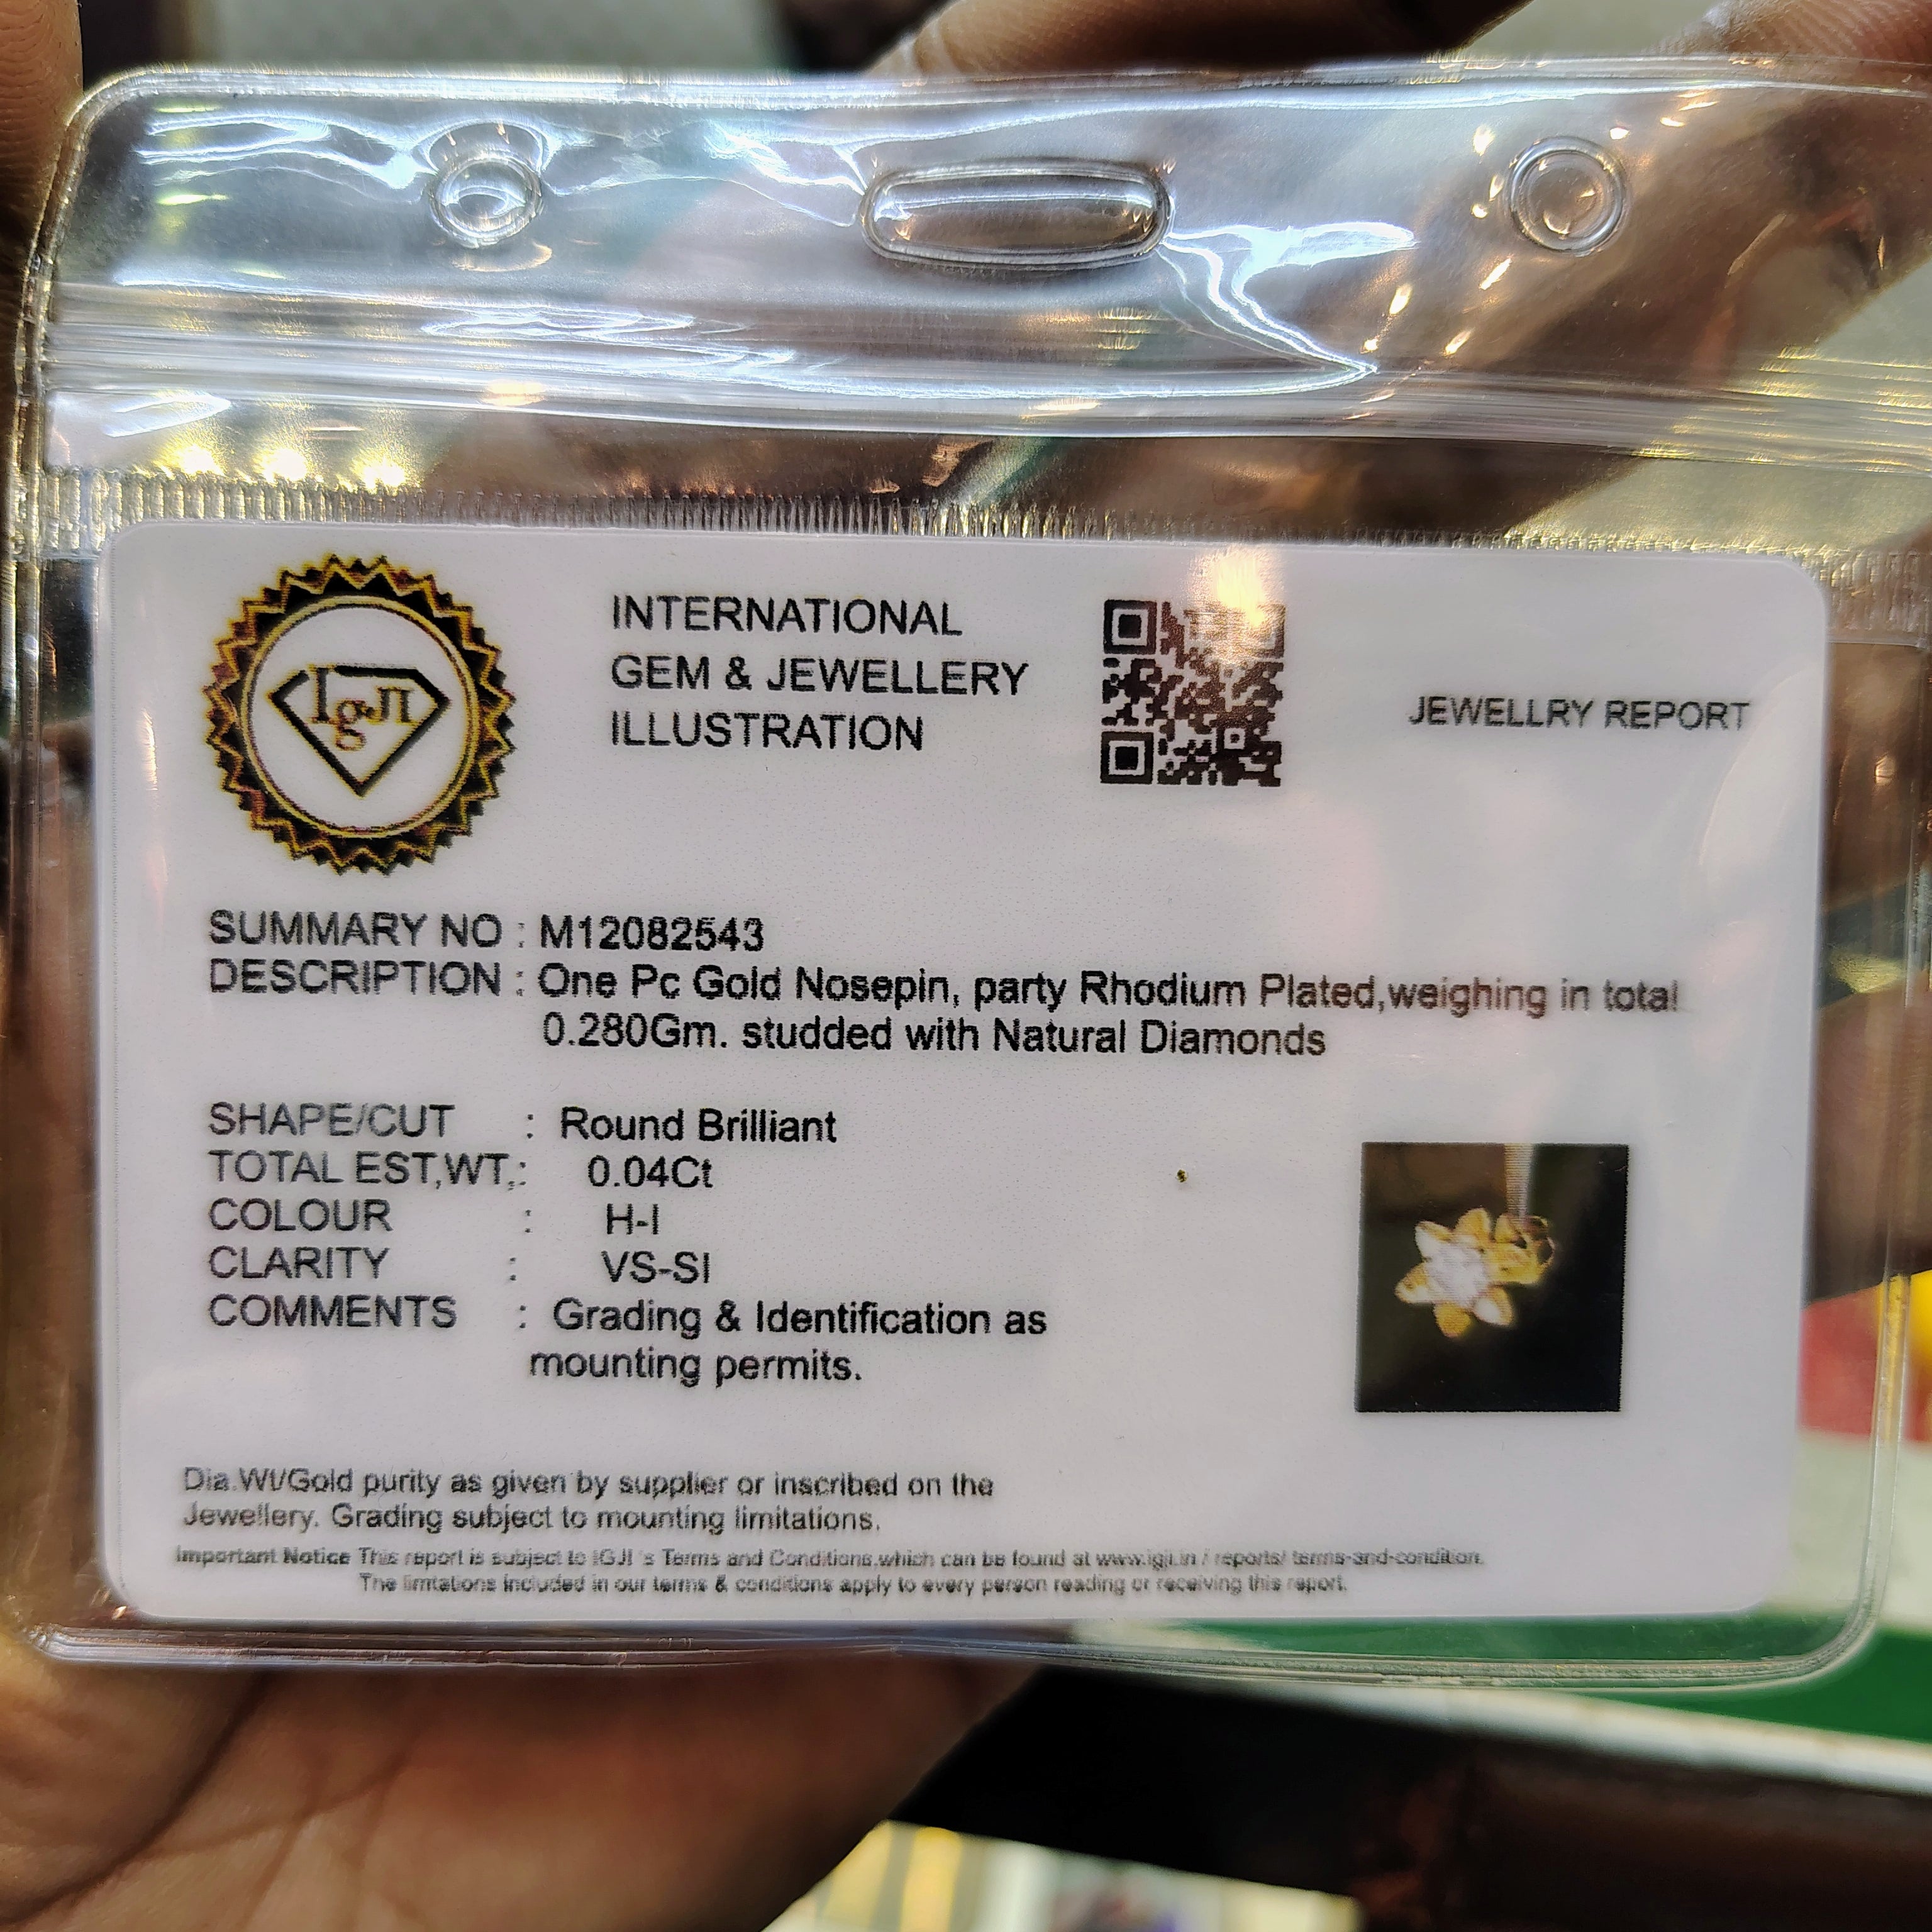 IgJI
INTERNATIONAL
GEM & JEWELLERY
ILLUSTRATION
JEWELLRY REPORT
SUMMARY NO : M12082543
DESCRIPTION : One Pc Gold Nosepin, party Rhodium Plated,weighing in total
0.280Gm. studded with Natural Diamonds
SHAPE/CUT : Round Brilliant
TOTAL EST,WT,: 0.04Ct
COLOUR : H-I
CLARITY : VS-SI
COMMENTS : Grading & Identification as
mounting permits.
Dia.Wt/Gold purity as given by supplier or inscribed on the
Jewellery. Grading subject to mounting limitations.
Important Notice This report is subject to IGJI 's Terms and Conditions.which can be found at www.igji.in / reports/ terms-and-condition.
The limtations included in our terms & conditions apply to every person reading or receiving this report.